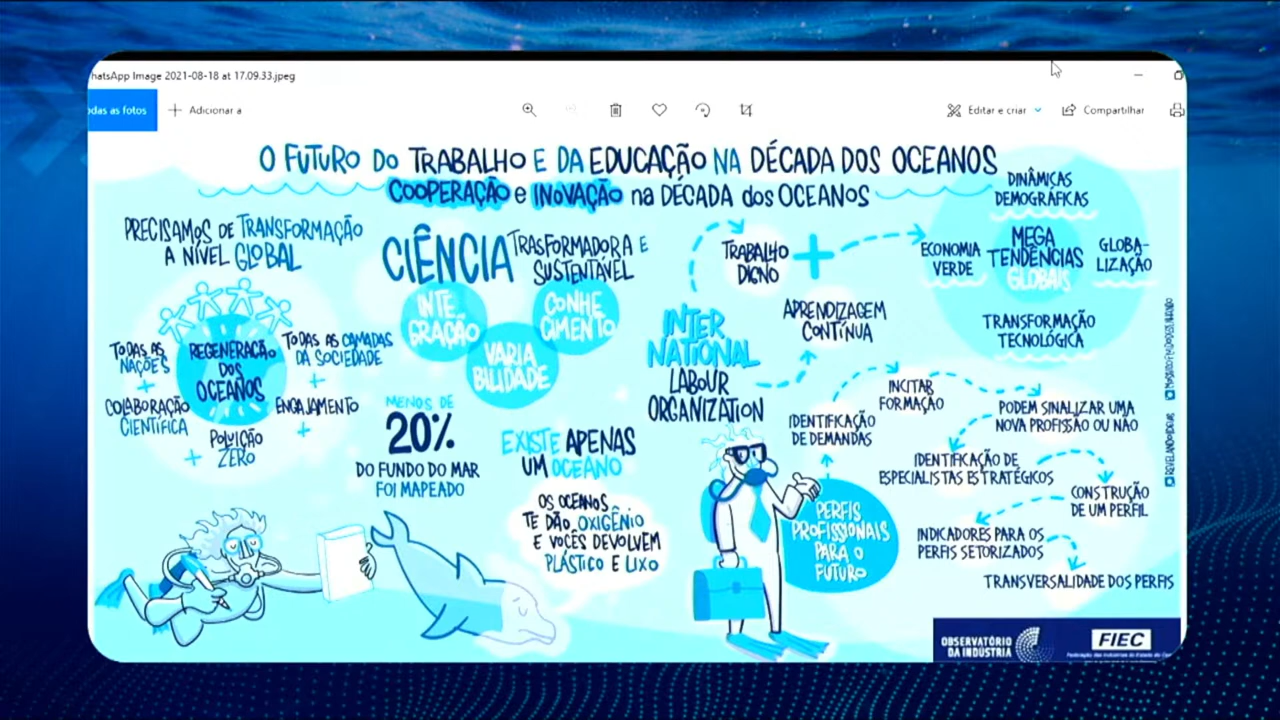 hatsApp Image 2021-08-18 at 17.09.33.jpeg
odas as fotos
Adicionar a
Editar e criar
Compartilhar
O FUTURO DO TRABALHO E DA EDUCAÇÃO NA DÉCADA DOS OCEANOS
COOPERAÇÃO e INOVAÇÃO na DÉCADA dos OCEANOS
PRECISAMOS DE TRANSFORMAÇÃO
A NÍVEL GLOBAL
TODAS AS
NAÇÕES
+
COLABORAÇÃO
CIENTÍFICA
+
REGENERAÇÃO
DOS
OCEANOS
POLUIÇÃO
ZERO
TODAS AS CAMADAS
DA SOCIEDADE
+
ENGAJAMENTO
+
CIÊNCIA TRASFORMADORA E
SUSTENTÁVEL
INTE
GRAÇÃO
VARIA
BILIDADE
CONHE
CIMENTO
MENOS DE
20%
DO FUNDO DO MAR
FOI MAPEADO
EXISTE APENAS
UM OCEANO
OS OCEANOS
TE DÃO OXIGÊNIO
E VOCÊS DEVOLVEM
PLÁSTICO E LIXO
INTER
NATIONAL
LABOUR
ORGANIZATION
TRABALHO
DIGNO
+
APRENDIZAGEM
CONTÍNUA
DINÂMICAS
DEMOGRÁFICAS
ECONOMIA
VERDE
MEGA
TENDÊNCIAS
GLOBAIS
GLOBA-
LIZAÇÃO
TRANSFORMAÇÃO
TECNOLÓGICA
PERFIS
PROFISSIONAIS
PARA O
FUTURO
IDENTIFICAÇÃO
DE DEMANDAS
INCITAR
FORMAÇÃO
PODEM SINALIZAR UMA
NOVA PROFISSÃO OU NÃO
IDENTIFICAÇÃO DE
ESPECIALISTAS ESTRATÉGICOS
CONSTRUÇÃO
DE UM PERFIL
INDICADORES PARA OS
PERFIS SETORIZADOS
TRANSVERSALIDADE DOS PERFIS
OBSERVATÓRIO
DA INDÚSTRIA
FIEC